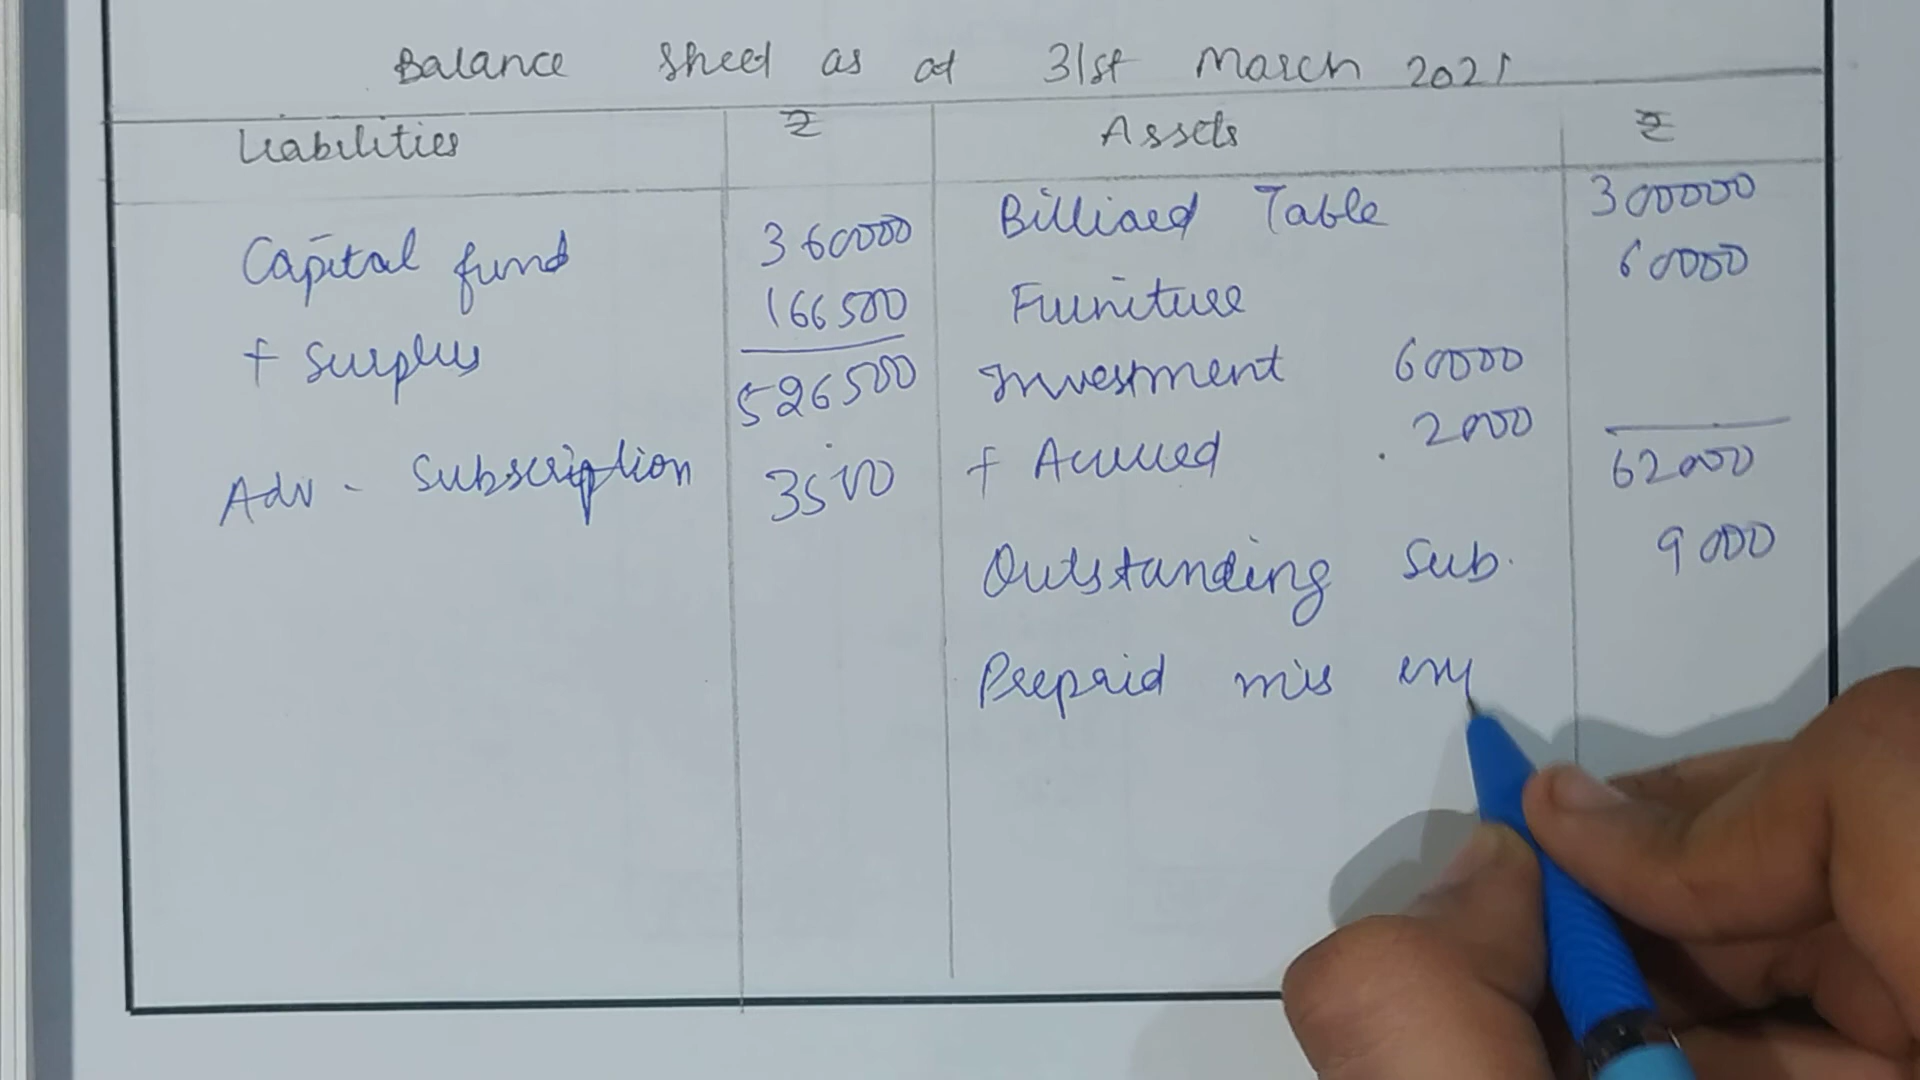 Balance Sheet as at 31st March 2021
Liabilities ₹ Assets ₹
Capital fund 360000 Billiard Table 300000
+ Surplus 166500 Furniture 60000
526500 Investment 60000
Adv - Subscription 3500 + Accrued 2000 62000
Outstanding Sub. 9000
Prepaid mis exp